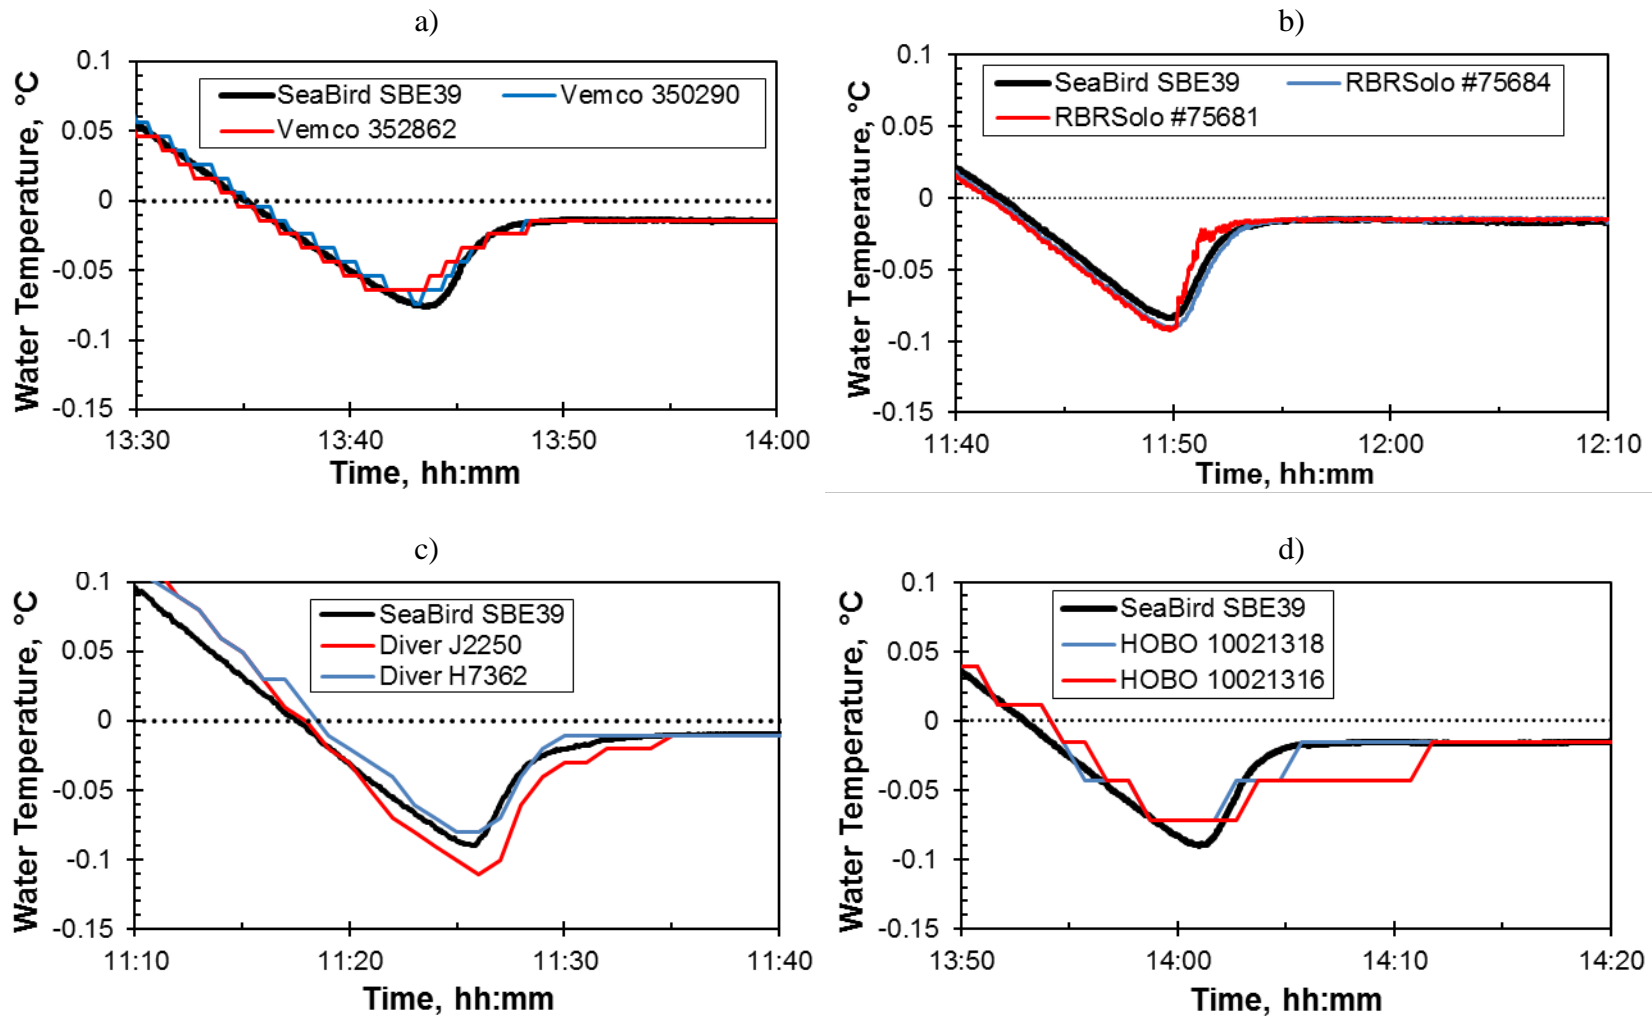 a)
Water Temperature, °C
0.1
0.05
0
-0.05
-0.1
-0.15
SeaBird SBE39
Vemco 350290
Vemco 352862
13:30
13:40
13:50
14:00
Time, hh:mm
b)
Water Temperature, °C
0.1
0.05
0
-0.05
-0.1
-0.15
SeaBird SBE39
RBRSolo #75684
RBRSolo #75681
11:40
11:50
12:00
12:10
Time, hh:mm
c)
Water Temperature, °C
0.1
0.05
0
-0.05
-0.1
-0.15
SeaBird SBE39
Diver J2250
Diver H7362
11:10
11:20
11:30
11:40
Time, hh:mm
d)
Water Temperature, °C
0.1
0.05
0
-0.05
-0.1
-0.15
SeaBird SBE39
HOBO 10021318
HOBO 10021316
13:50
14:00
14:10
14:20
Time, hh:mm